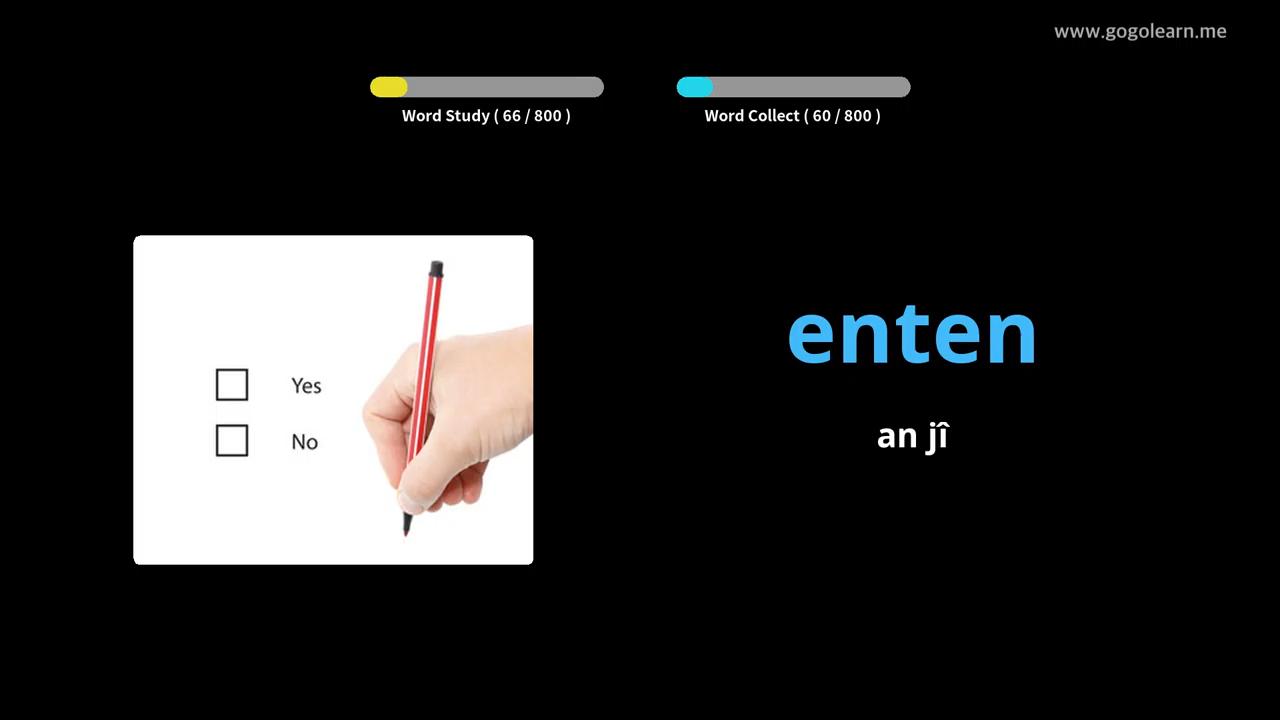 www.gogolearn.me
Word Study ( 66 / 800 )
Word Collect ( 60 / 800 )
Yes
No
enten
an jî